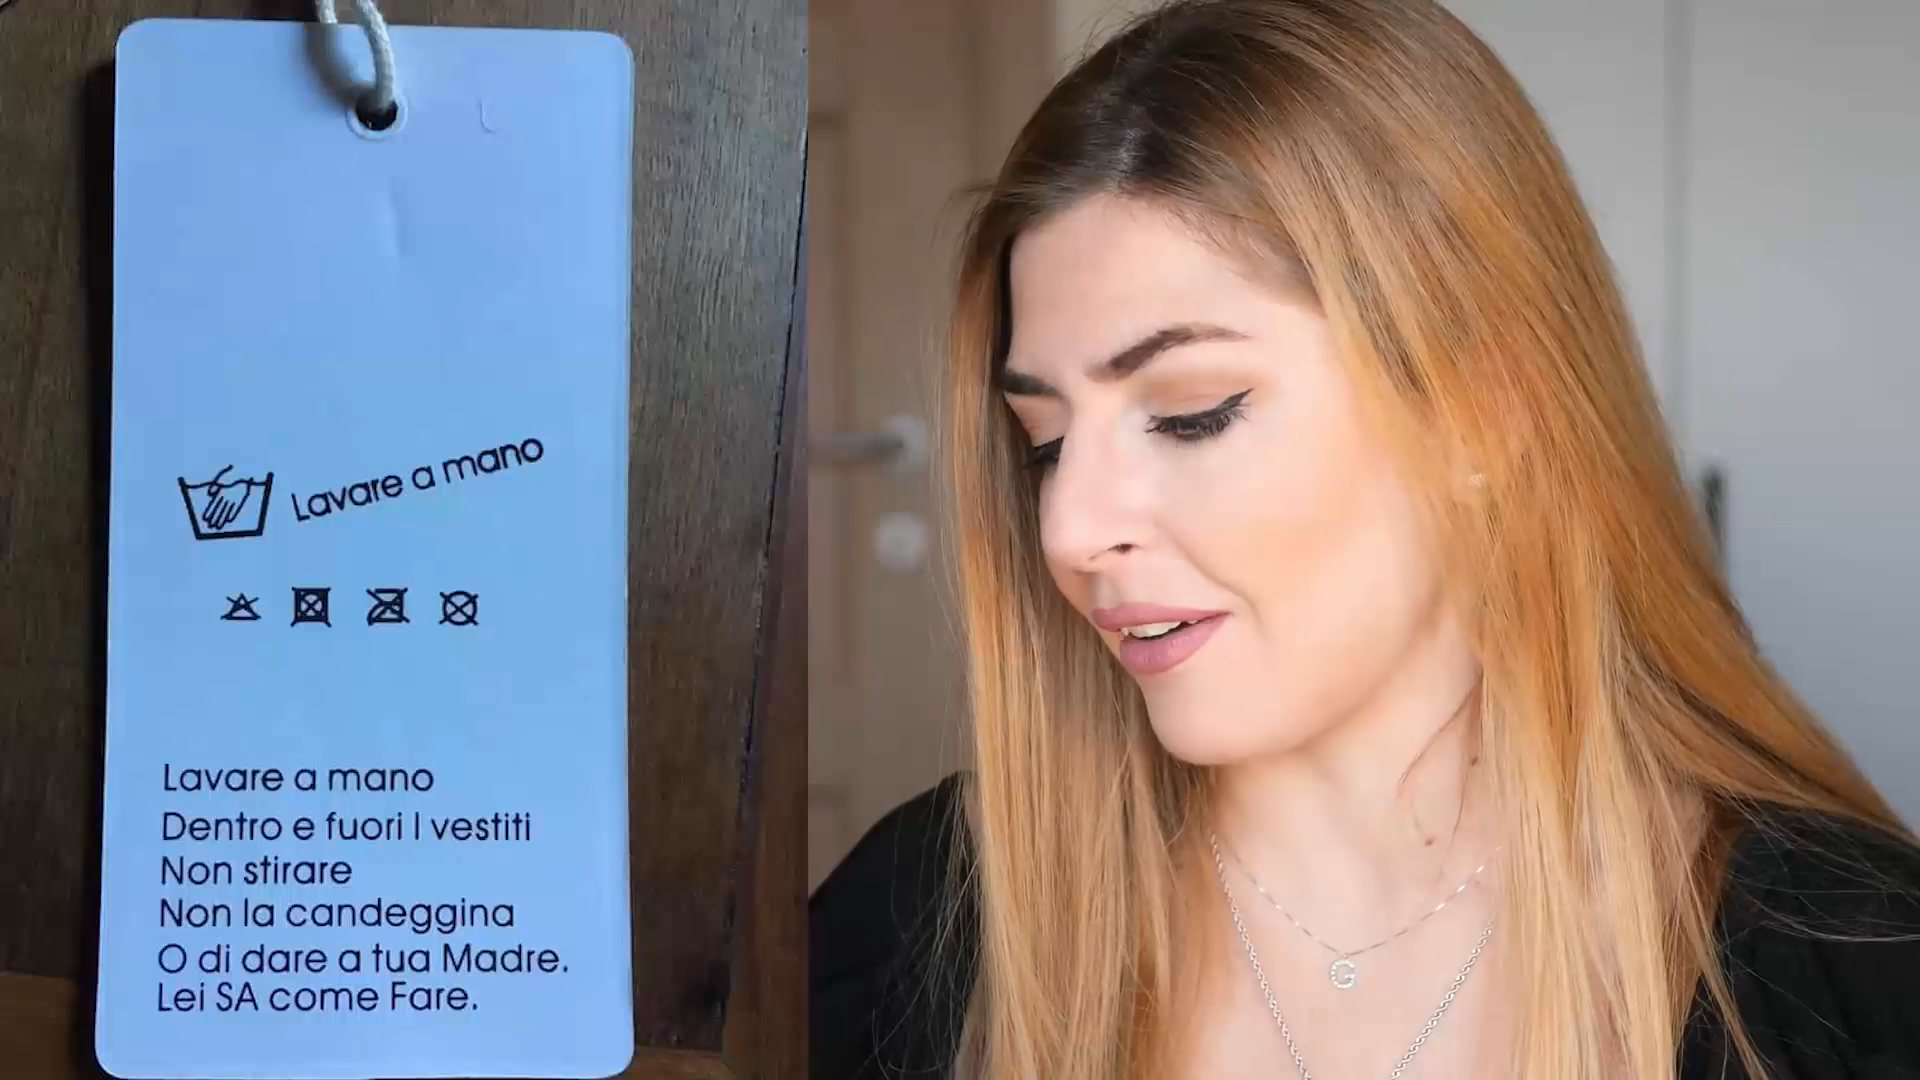 Lavare a mano
Lavare a mano
Dentro e fuori I vestiti
Non stirare
Non la candeggina
O di dare a tua Madre.
Lei SA come Fare.
G